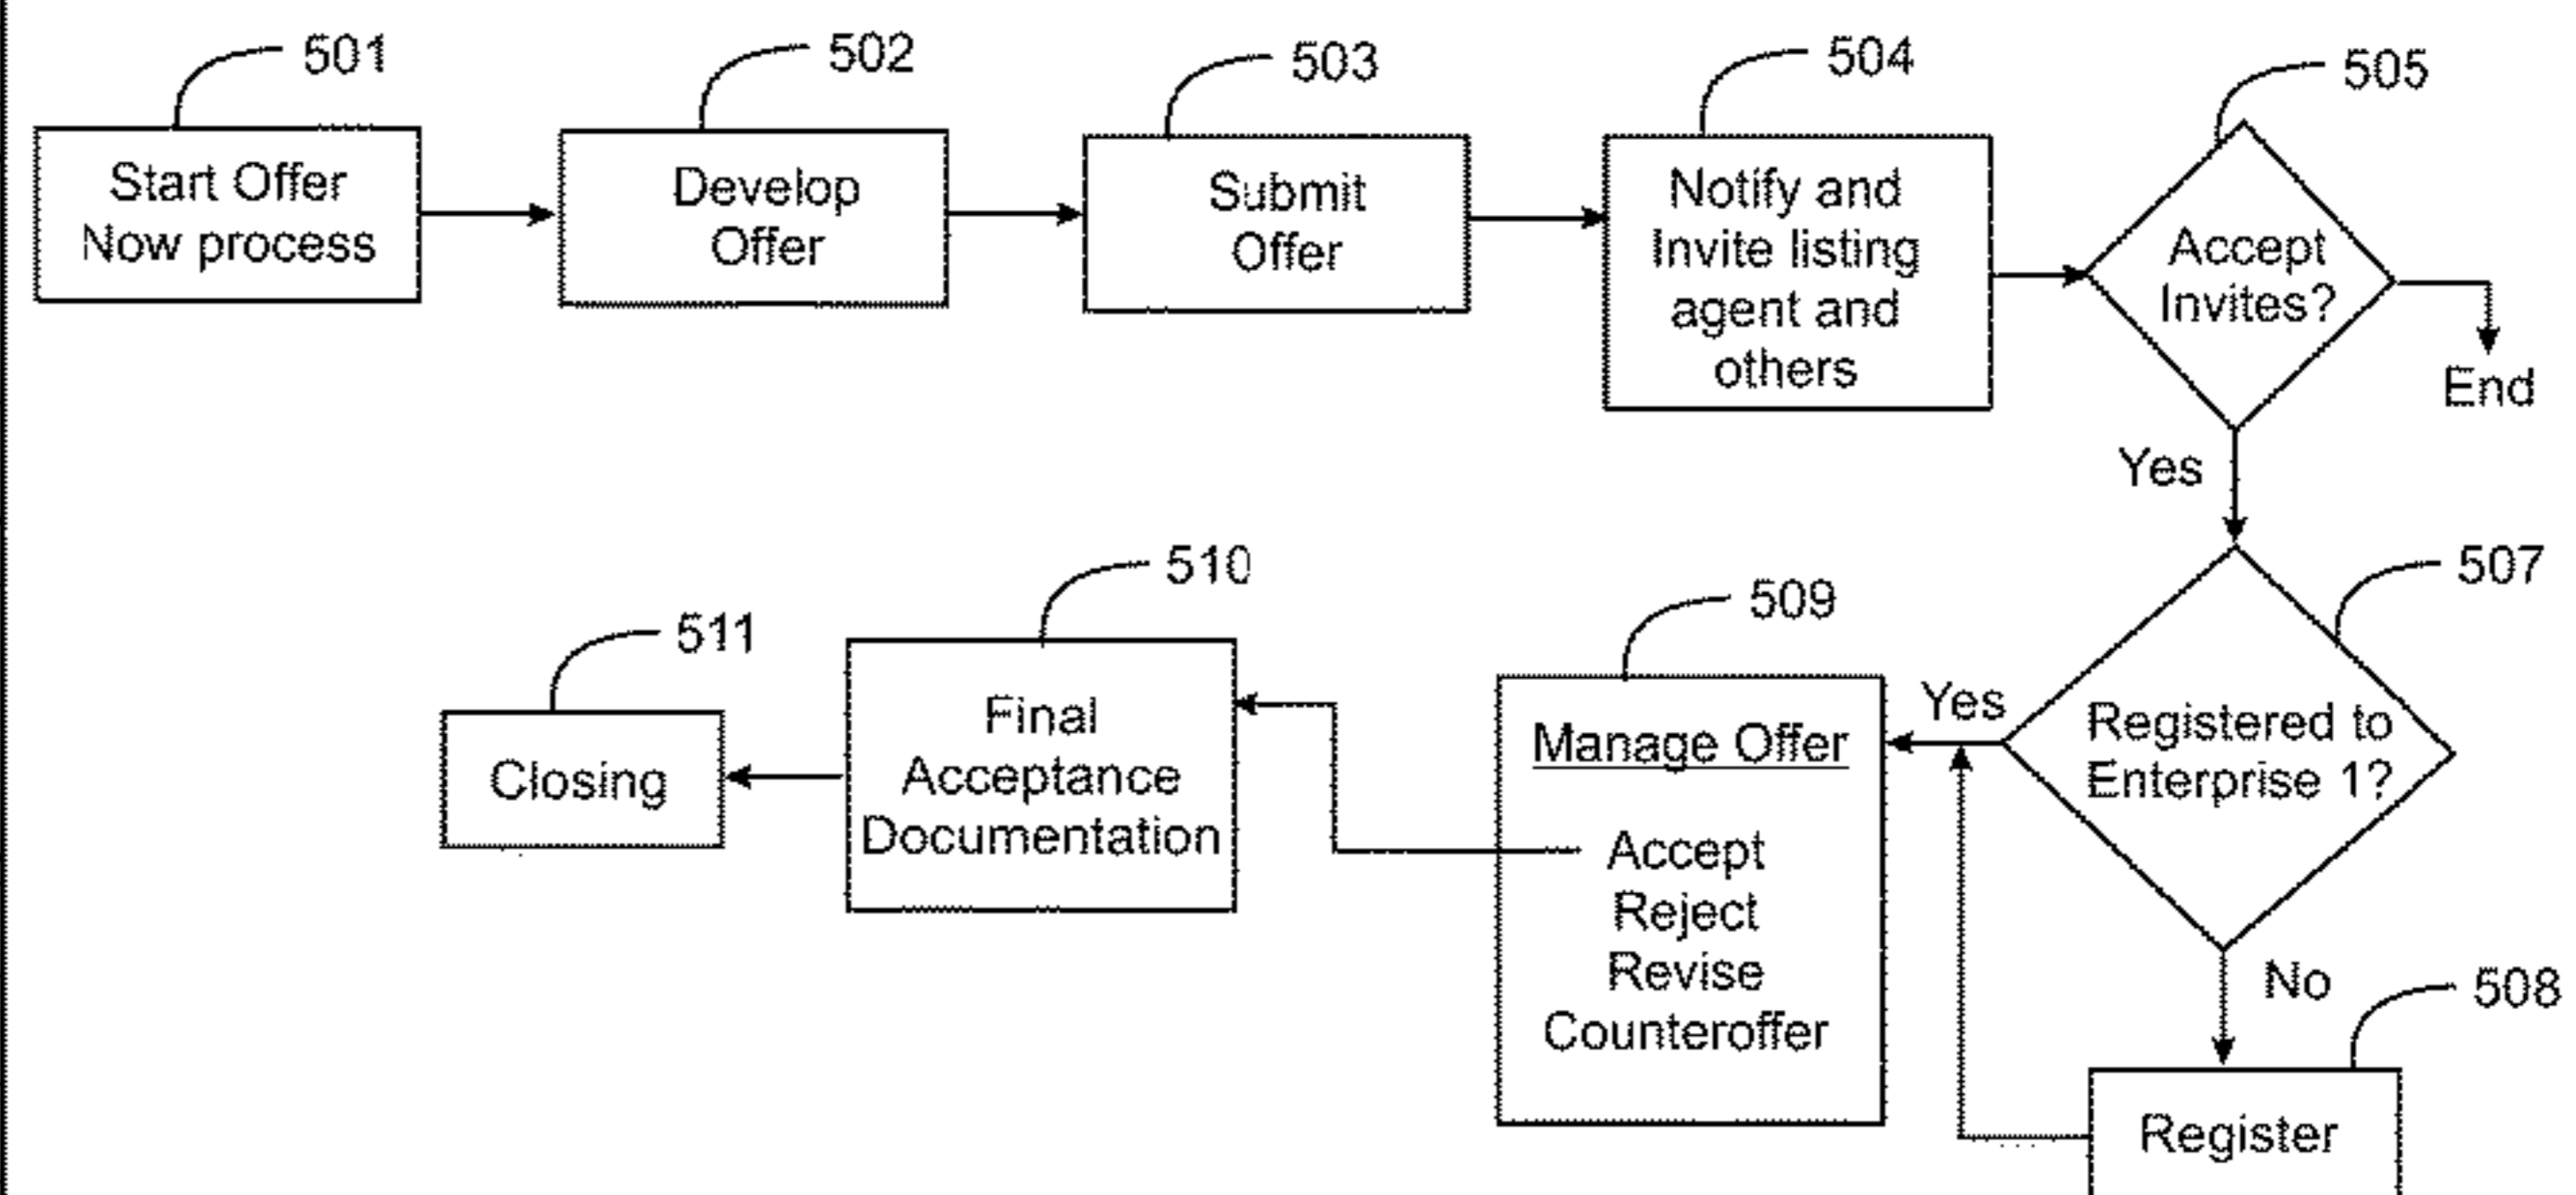 501
Start Offer
Now process
502
Develop
Offer
503
Submit
Offer
504
Notify and
Invite listing
agent and
others
505
Accept
Invites?
End
Yes
507
Registered to
Enterprise 1?
Yes
No
508
Register
509
Manage Offer
Accept
Reject
Revise
Counteroffer
510
Final
Acceptance
Documentation
511
Closing